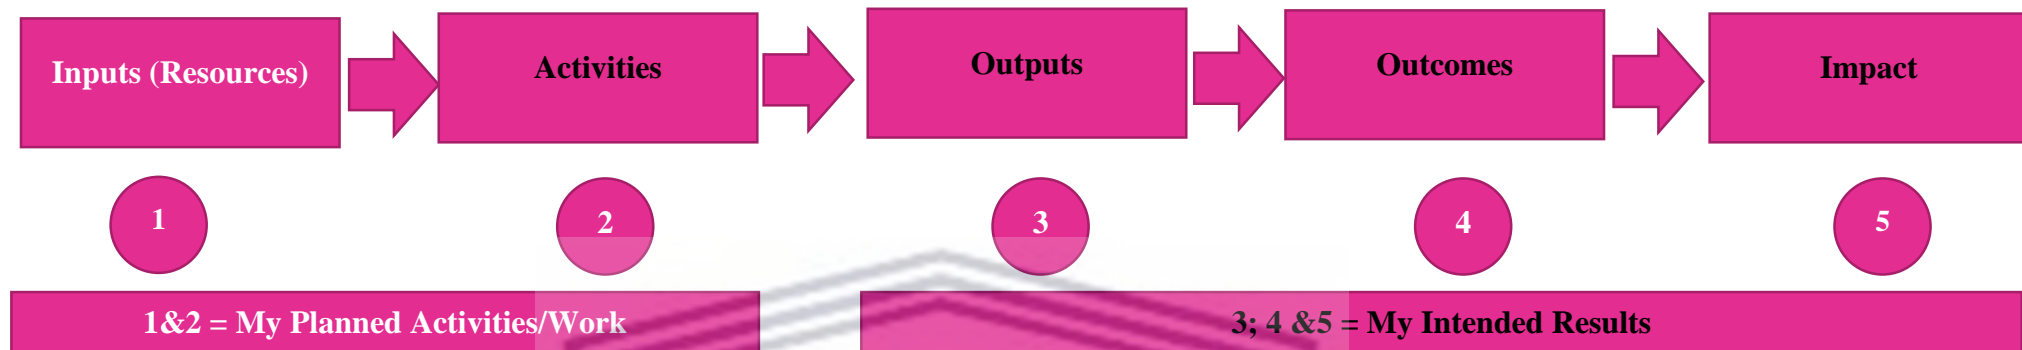 Inputs (Resources)
Activities
Outputs
Outcomes
Impact
1
2
3
4
5
1&2 = My Planned Activities/Work
3; 4 &5 = My Intended Results